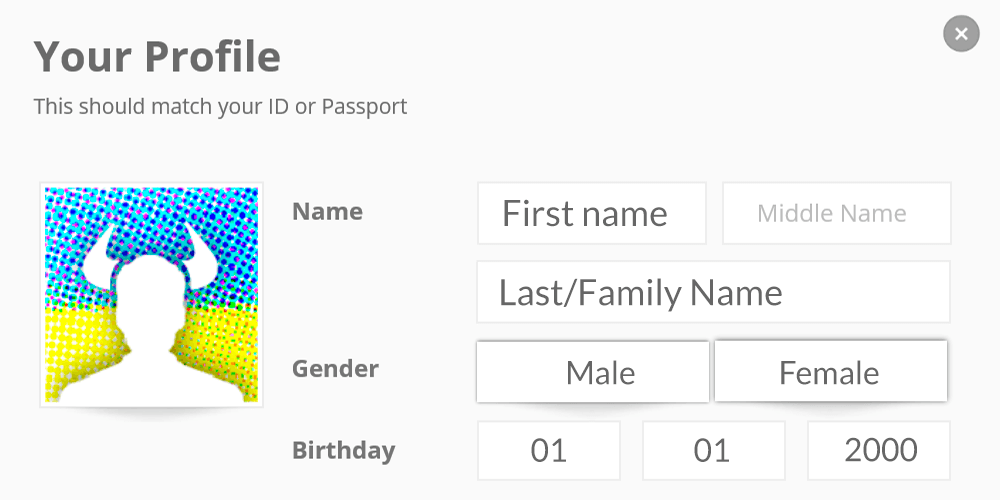 Your Profile
This should match your ID or Passport
Name
First name
Middle Name
Last/Family Name
Gender
Male
Female
Birthday
01
01
2000